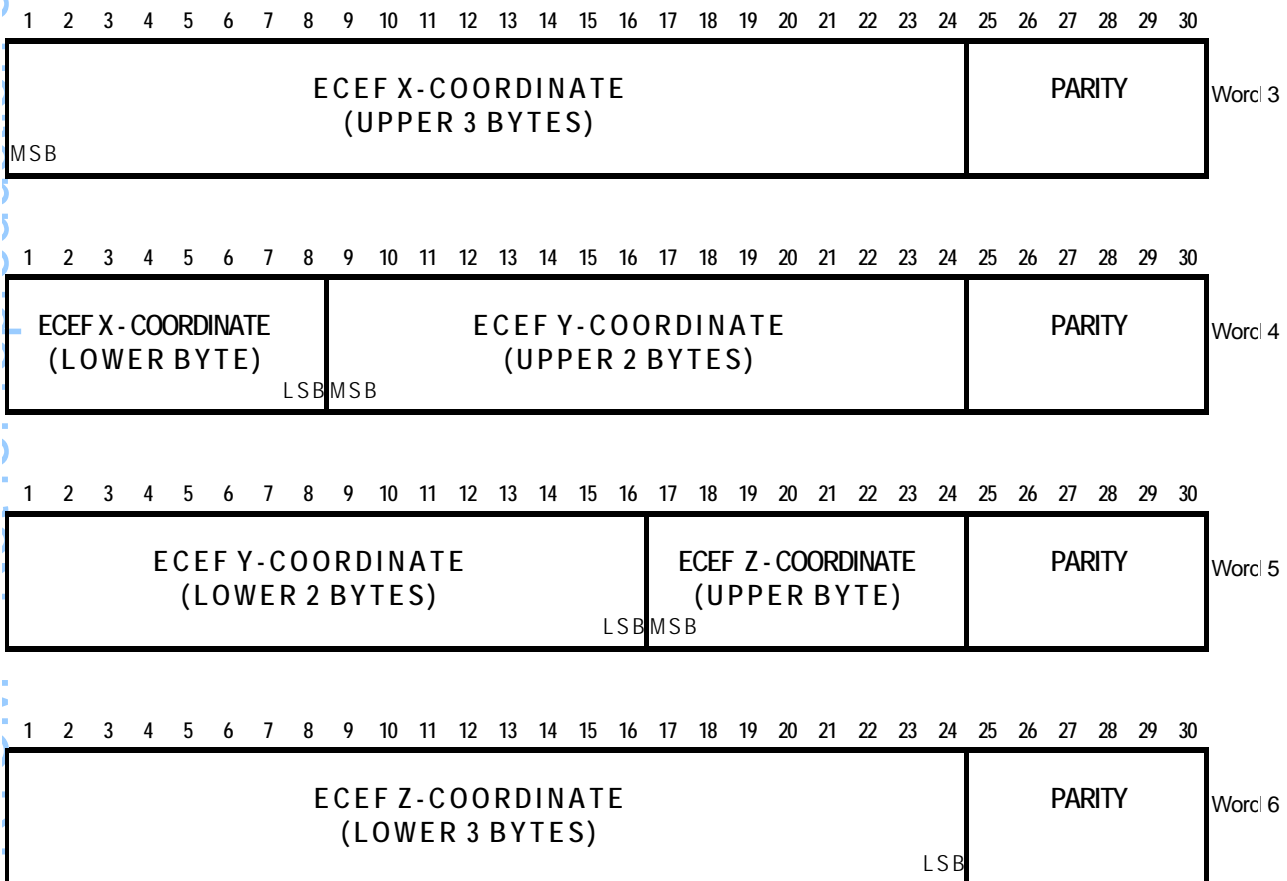 1 2 3 4 5 6 7 8 9 10 11 12 13 14 15 16 17 18 19 20 21 22 23 24 25 26 27 28 29 30
ECEF X-COORDINATE
(UPPER 3 BYTES)
MSB
PARITY
Word 3
1 2 3 4 5 6 7 8 9 10 11 12 13 14 15 16 17 18 19 20 21 22 23 24 25 26 27 28 29 30
ECEF X - COORDINATE
(LOWER BYTE)
LSB
ECEF Y-COORDINATE
(UPPER 2 BYTES)
MSB
PARITY
Word 4
1 2 3 4 5 6 7 8 9 10 11 12 13 14 15 16 17 18 19 20 21 22 23 24 25 26 27 28 29 30
ECEF Y-COORDINATE
(LOWER 2 BYTES)
LSB
ECEF Z - COORDINATE
(UPPER BYTE)
MSB
PARITY
Word 5
1 2 3 4 5 6 7 8 9 10 11 12 13 14 15 16 17 18 19 20 21 22 23 24 25 26 27 28 29 30
ECEF Z-COORDINATE
(LOWER 3 BYTES)
LSB
PARITY
Word 6